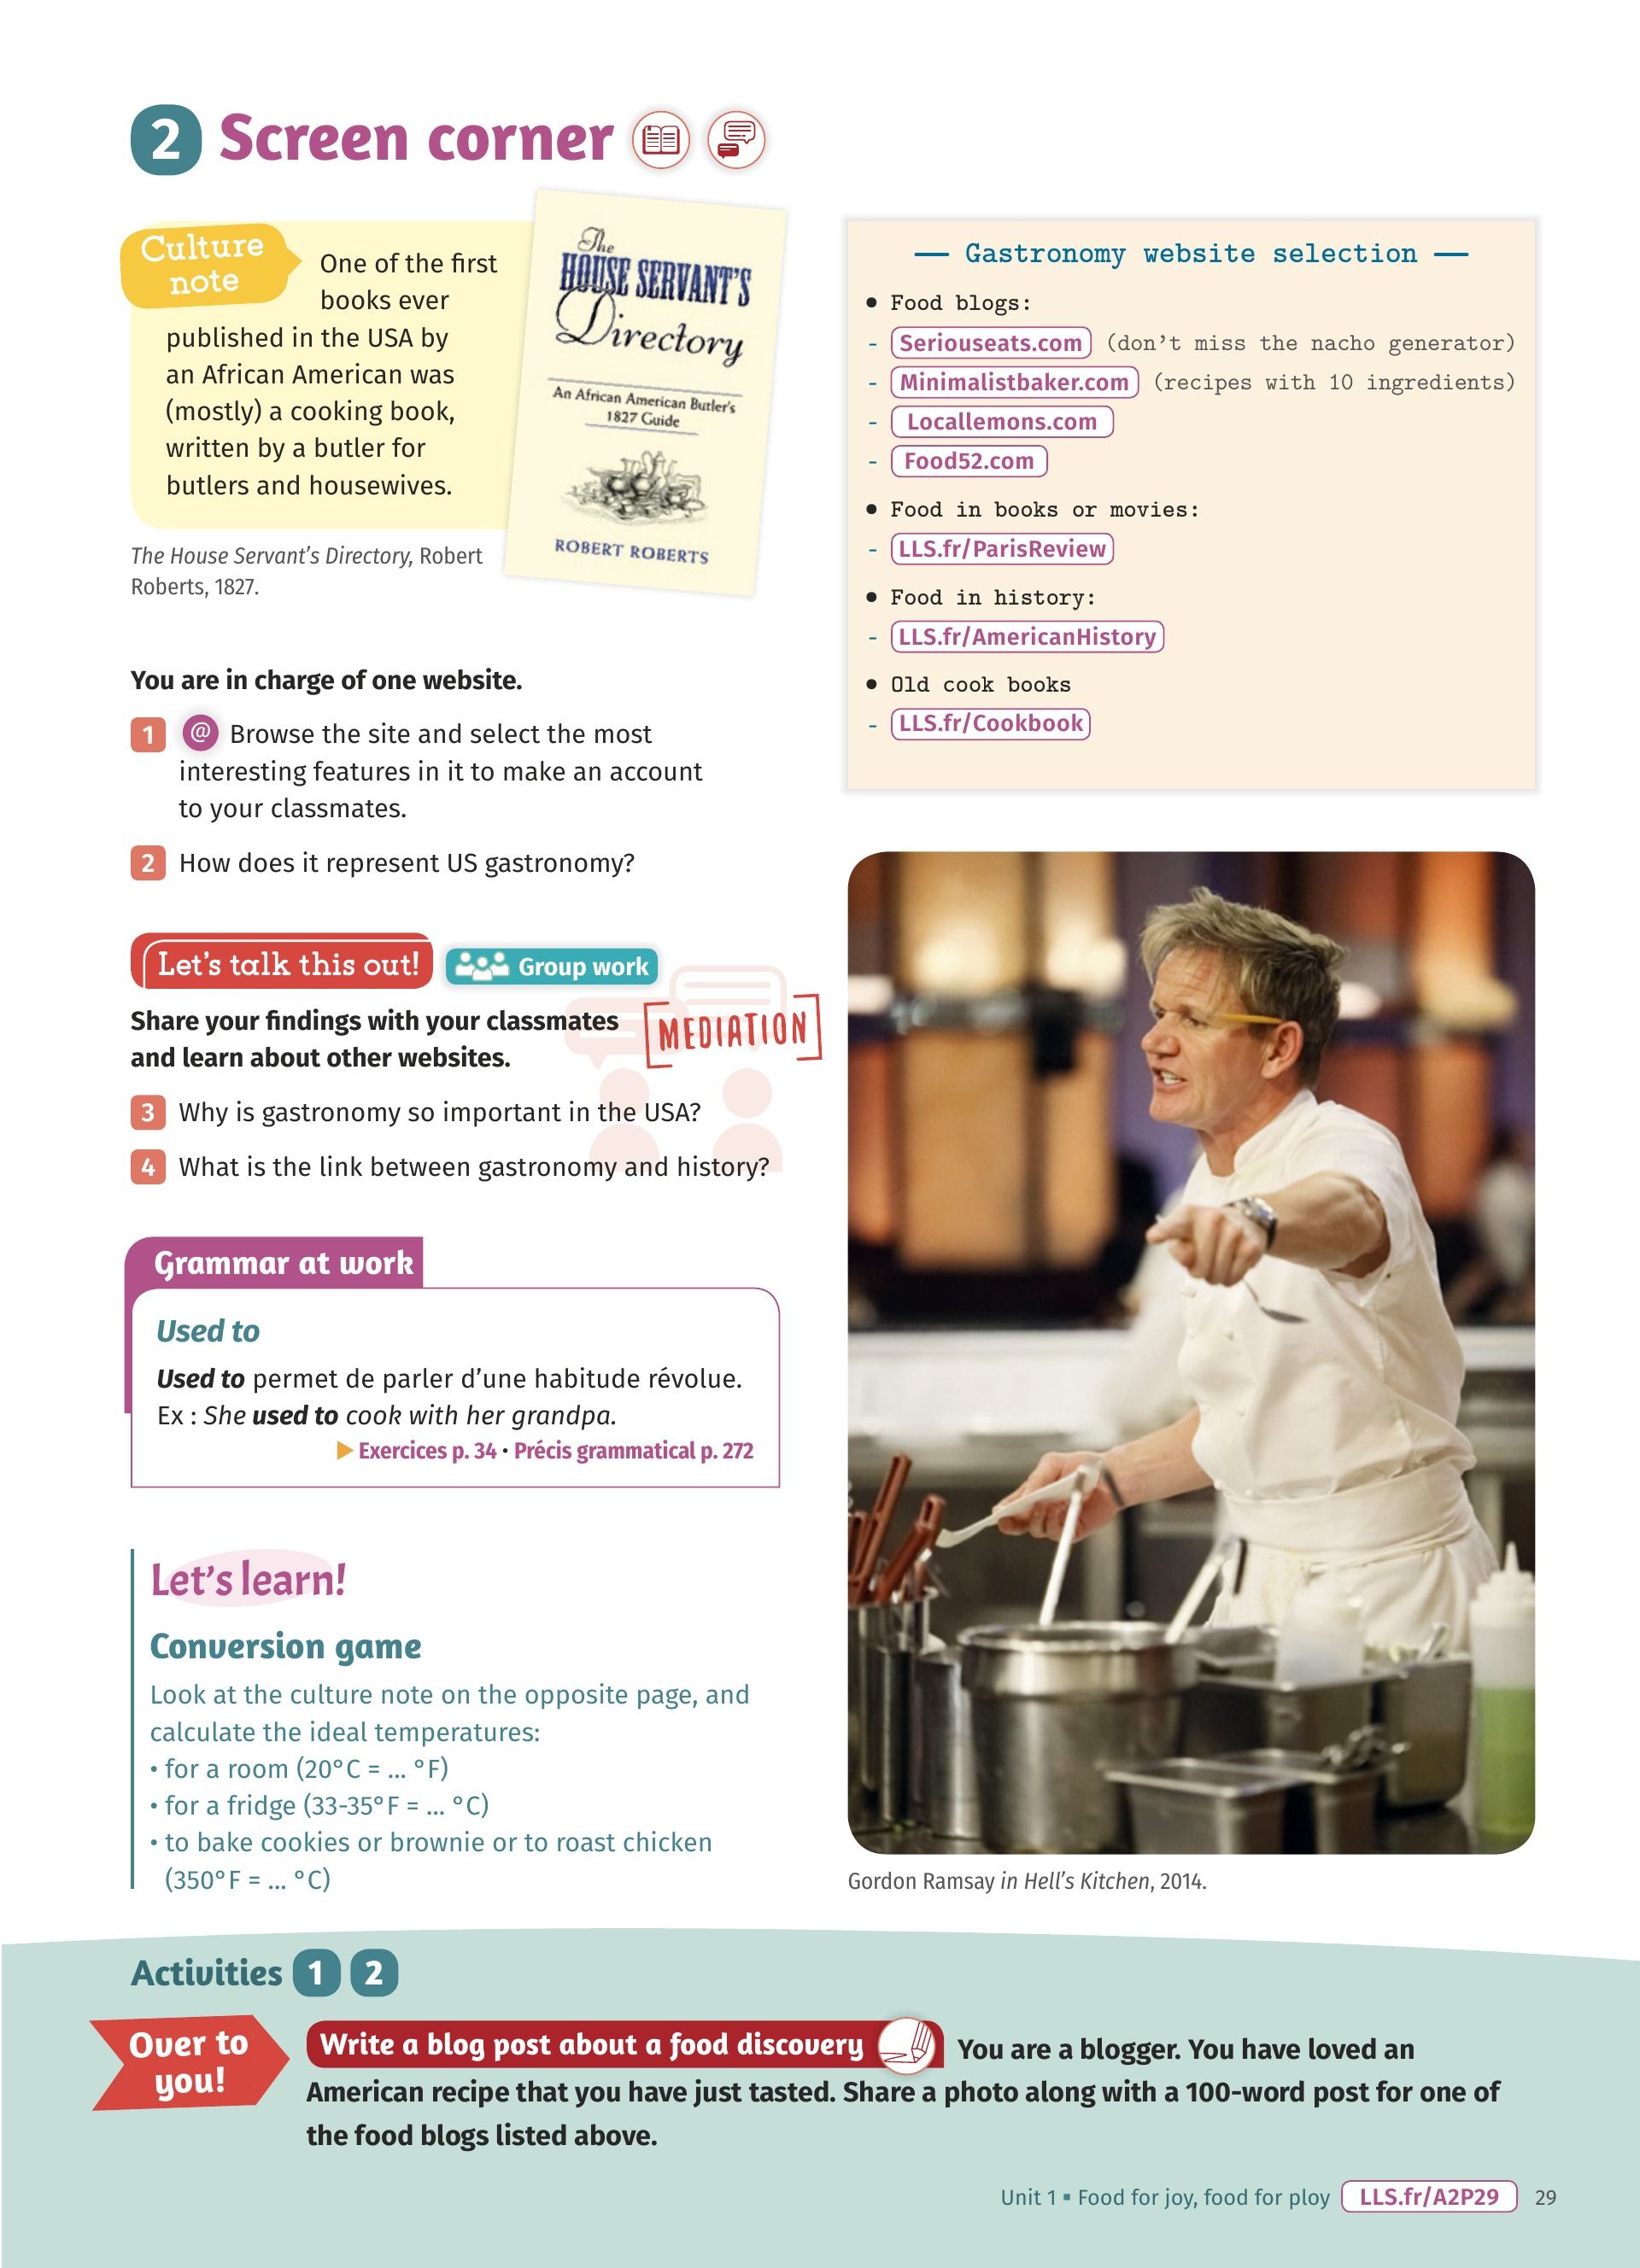 2 Screen corner
Culture
note
One of the first
books ever
published in the USA by
an African American was
(mostly) a cooking book,
written by a butler for
butlers and housewives.
The
HOUSE SERVANT'S
Directory
An African American Butler's
1827 Guide
ROBERT ROBERTS
The House Servant's Directory, Robert
Roberts, 1827.
You are in charge of one website.
1 @ Browse the site and select the most
interesting features in it to make an account
to your classmates.
2 How does it represent US gastronomy?
Let's talk this out! Group work
Share your findings with your classmates
and learn about other websites.
[MEDIATION]
3 Why is gastronomy so important in the USA?
4 What is the link between gastronomy and history?
Grammar at work
Used to
Used to permet de parler d'une habitude révolue.
Ex : She used to cook with her grandpa.
▶ Exercices p. 34 • Précis grammatical p. 272
Let's learn!
Conversion game
Look at the culture note on the opposite page, and
calculate the ideal temperatures:
• for a room (20°C = ... °F)
• for a fridge (33-35°F = ... °C)
• to bake cookies or brownie or to roast chicken
(350°F = ... °C)
— Gastronomy website selection —
• Food blogs:
- Seriouseats.com (don't miss the nacho generator)
- Minimalistbaker.com (recipes with 10 ingredients)
- Locallemons.com
- Food52.com
• Food in books or movies:
- LLS.fr/ParisReview
• Food in history:
- LLS.fr/AmericanHistory
• Old cook books
- LLS.fr/Cookbook
Gordon Ramsay in Hell's Kitchen, 2014.
Activities 1 2
Over to
you!
Write a blog post about a food discovery You are a blogger. You have loved an
American recipe that you have just tasted. Share a photo along with a 100-word post for one of
the food blogs listed above.
Unit 1 ▪ Food for joy, food for ploy LLS.fr/A2P29 29